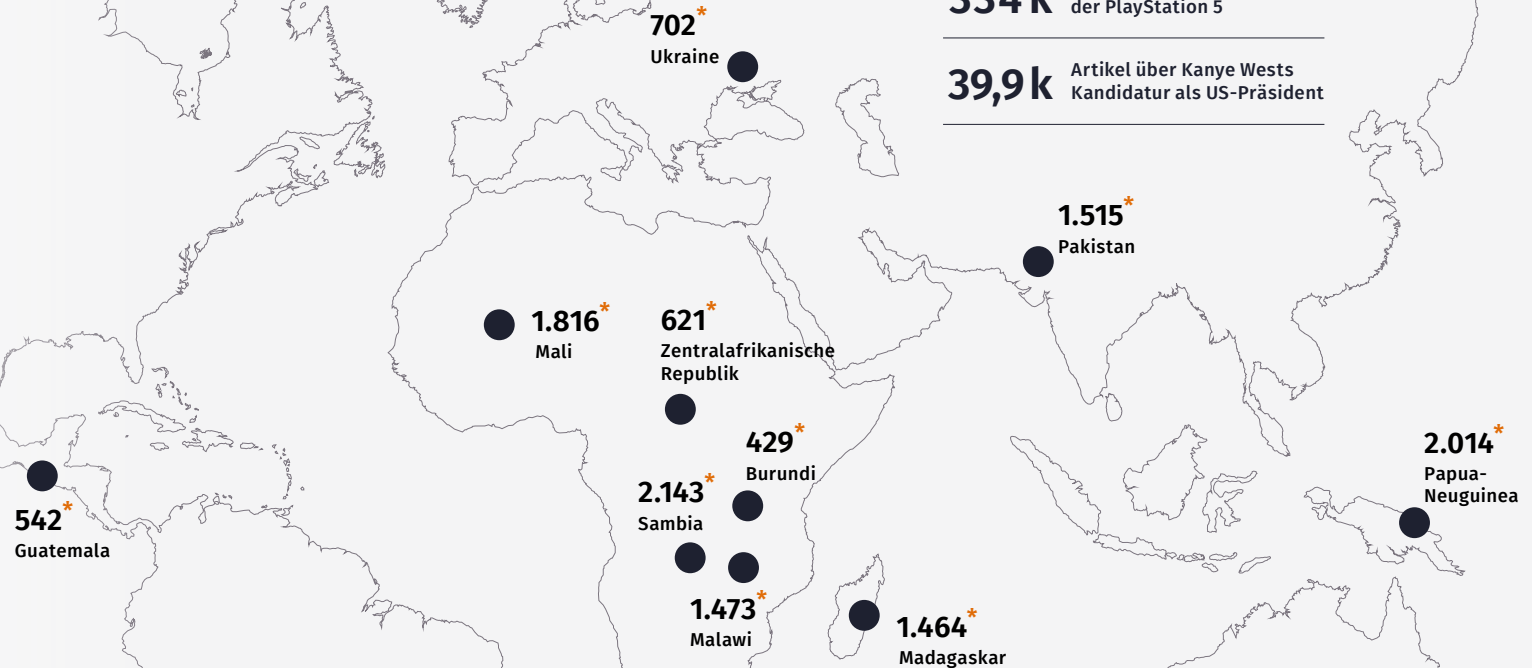 334 k
der PlayStation 5
39,9 k
Artikel über Kanye Wests
Kandidatur als US-Präsident
702*
Ukraine
1.515*
Pakistan
1.816*
Mali
621*
Zentralafrikanische
Republik
429*
Burundi
2.143*
Sambia
2.014*
Papua-
Neuguinea
542*
Guatemala
1.473*
Malawi
1.464*
Madagaskar